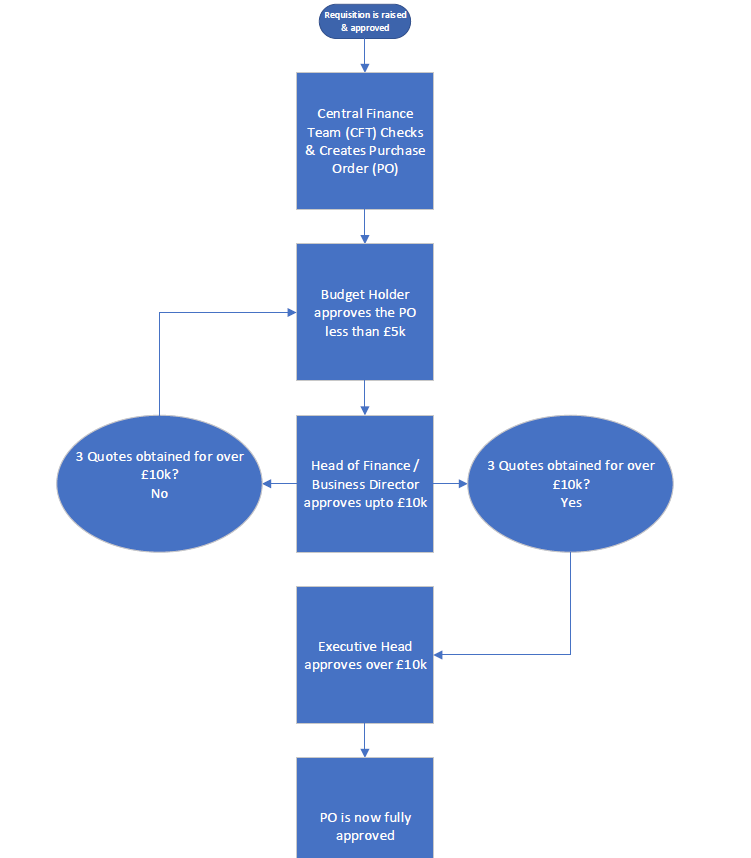 Requisition is raised
& approved
Central Finance
Team (CFT) Checks
& Creates Purchase
Order (PO)
Budget Holder
approves the PO
less than £5k
3 Quotes obtained for over
£10k?
No
Head of Finance /
Business Director
approves upto £10k
3 Quotes obtained for over
£10k?
Yes
Executive Head
approves over £10k
PO is now fully
approved